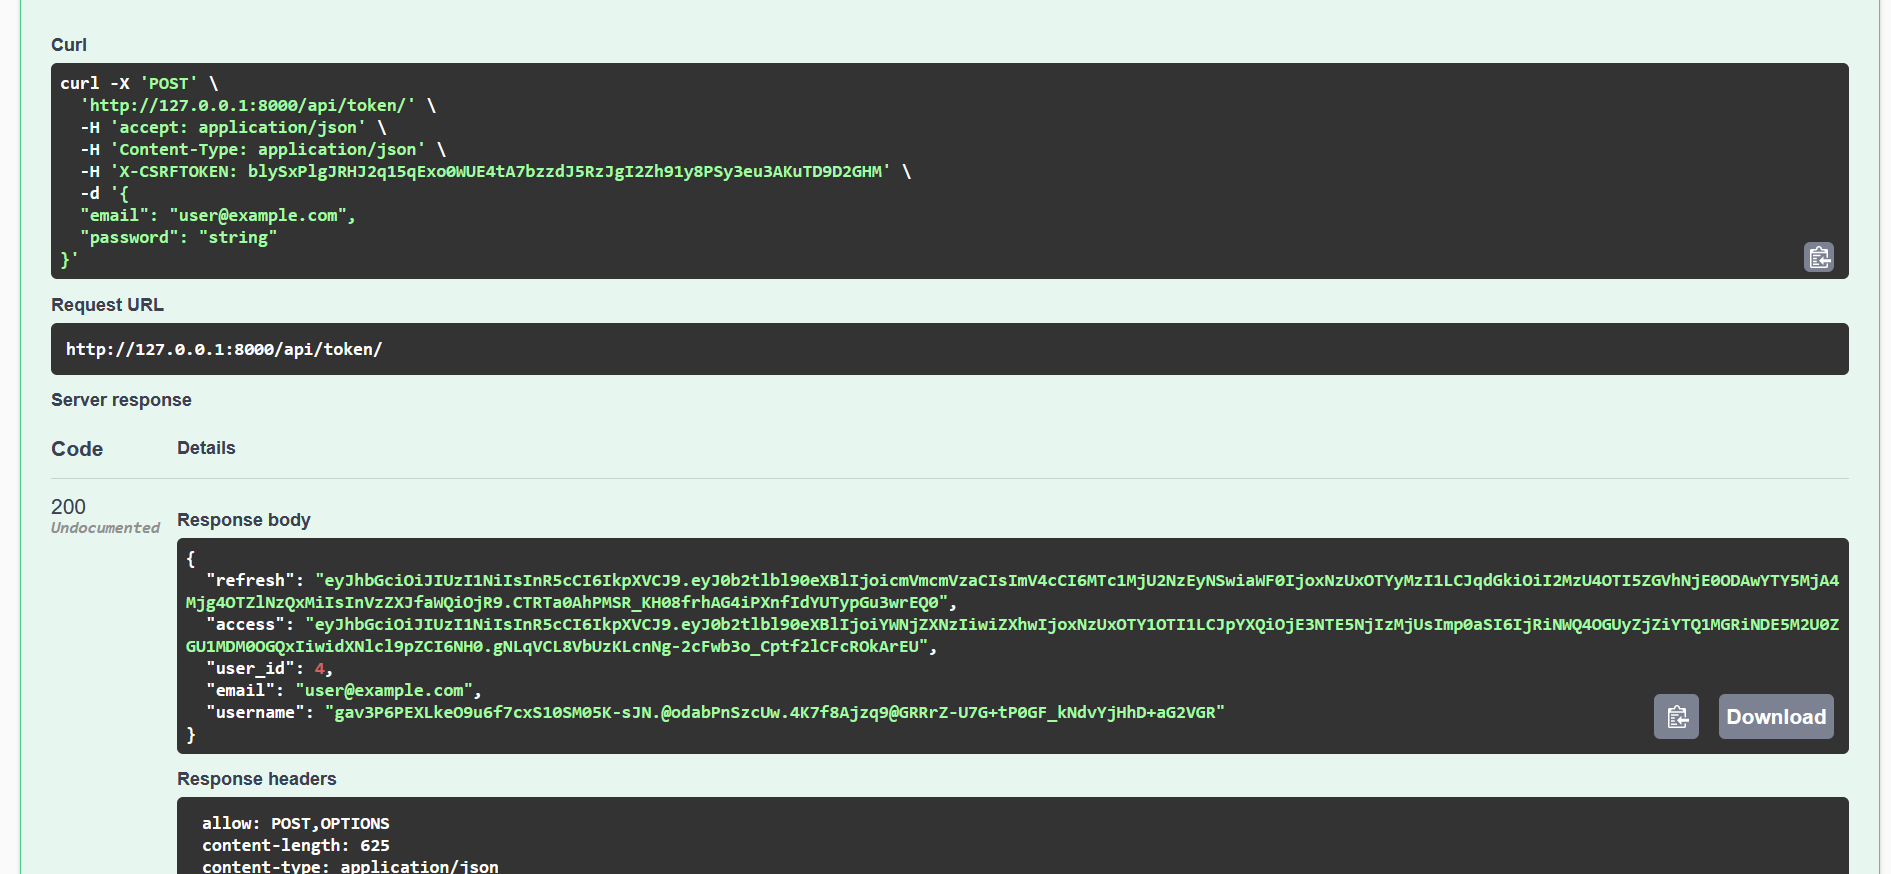 Curl
curl -X 'POST' \
'http://127.0.0.1:8000/api/token/' \
-H 'accept: application/json' \
-H 'Content-Type: application/json' \
-H 'X-CSRFTOKEN: blySxPlgJRHJ2q15qExo0WUE4tA7bzzdJ5RzJgI2Zh91y8PSy3eu3AKuTD9D2GHM' \
-d '{
"email": "user@example.com",
"password": "string"
}'
Request URL
http://127.0.0.1:8000/api/token/
Server response
Code Details
200
Undocumented
Response body
{
"refresh": "eyJhbGciOiJIUzI1NiIsInR5cCI6IkpXVCJ9.eyJ0b2tlbl90eXBlIjoicmVmcmVzaCIsImV4cCI6MTc1MjU2NzEyNSwiaWF0IjoxNzUxOTYyMzI1LCJqdGkiOiI2MzU4OTI5ZGVhNjE0ODAwYTY5MjA4
Mjg4OTZlNzQxMiIsInVzZXJfaWQiOjR9.CTRTa0AhPMSR_KH08frhAG4iPXnfIdYUTypGu3wrEQ0",
"access": "eyJhbGciOiJIUzI1NiIsInR5cCI6IkpXVCJ9.eyJ0b2tlbl90eXBlIjoiYWNjZXNzIiwiZXhwIjoxNzUxOTY1OTI1LCJpYXQiOjE3NTE5NjIzMjUsImp0aSI6IjRiNWQ4OGUyZjZiYTQ1MGRiNDE5M2U0Z
GU1MDM0OGQxIiwidXNlcl9pZCI6NH0.gNLqVCL8VbUzKLcnNg-2cFwb3o_Cptf2lCFcROkArEU",
"user_id": 4,
"email": "user@example.com",
"username": "gav3P6PEXLkeO9u6f7cxS10SM05K-sJN.@odabPnSzcUw.4K7f8Ajzq9@GRRrZ-U7G+tP0GF_kNdvYjHhD+aG2VGR"
}
Download
Response headers
allow: POST,OPTIONS
content-length: 625
content-type: application/json